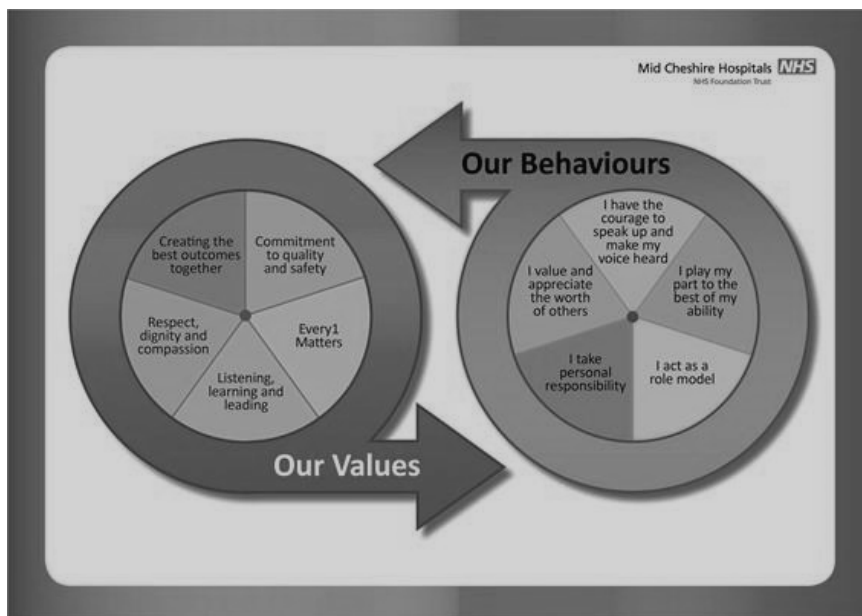 Mid Cheshire Hospitals NHS
NHS Foundation Trust
Our Behaviours
Creating the
best outcomes
together
Commitment
to quality
and safety
Every1
Matters
Listening,
learning and
leading
Respect,
dignity and
compassion
Our Values
I have the
courage to
speak up and
make my
voice heard
I play my
part to the
best of my
ability
I act as a
role model
I take
personal
responsibility
I value and
appreciate
the worth
of others